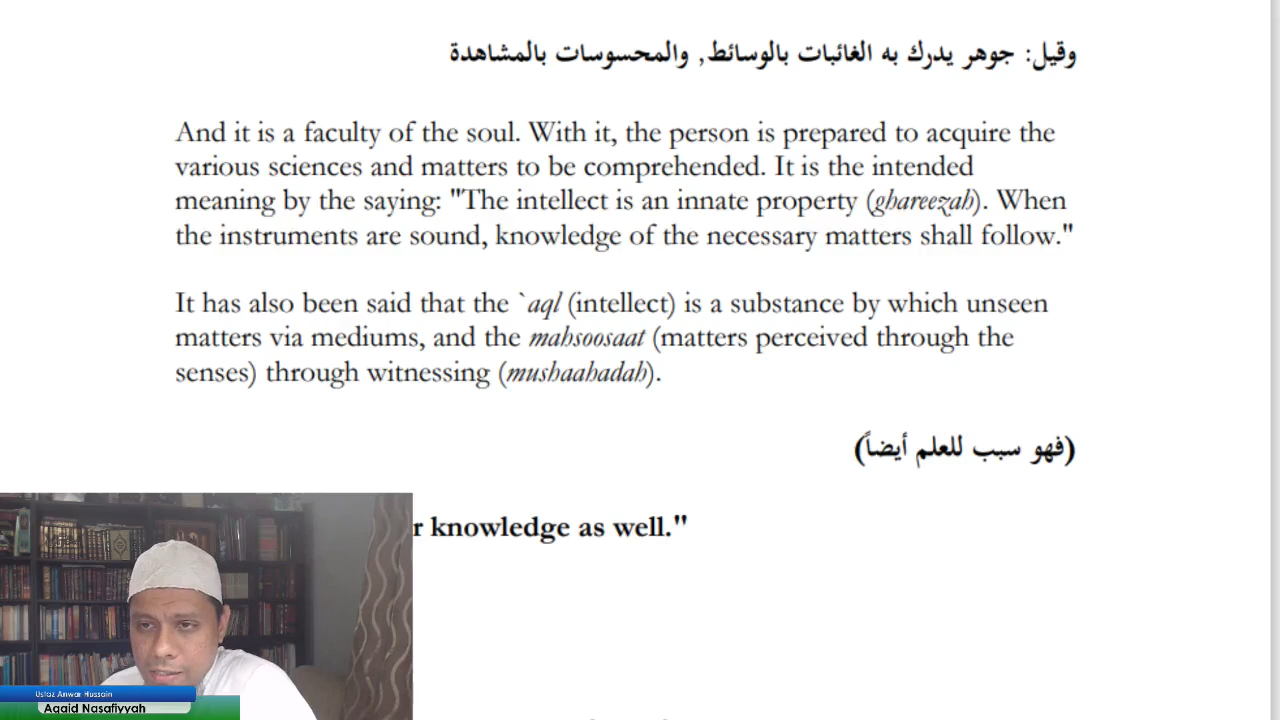 وقيل: جوهر يدرك به الغائبات بالوسائط, والمحسوسات بالمشاهدة
And it is a faculty of the soul. With it, the person is prepared to acquire the
various sciences and matters to be comprehended. It is the intended
meaning by the saying: "The intellect is an innate property (ghareezah). When
the instruments are sound, knowledge of the necessary matters shall follow."
It has also been said that the `aql (intellect) is a substance by which unseen
matters via mediums, and the mahsoosaat (matters perceived through the
senses) through witnessing (mushaahadah).
(فهو سبب للعلم أيضاً)
r knowledge as well."
Ustaz Anwar Hussain
Aqaid Nasafiyyah